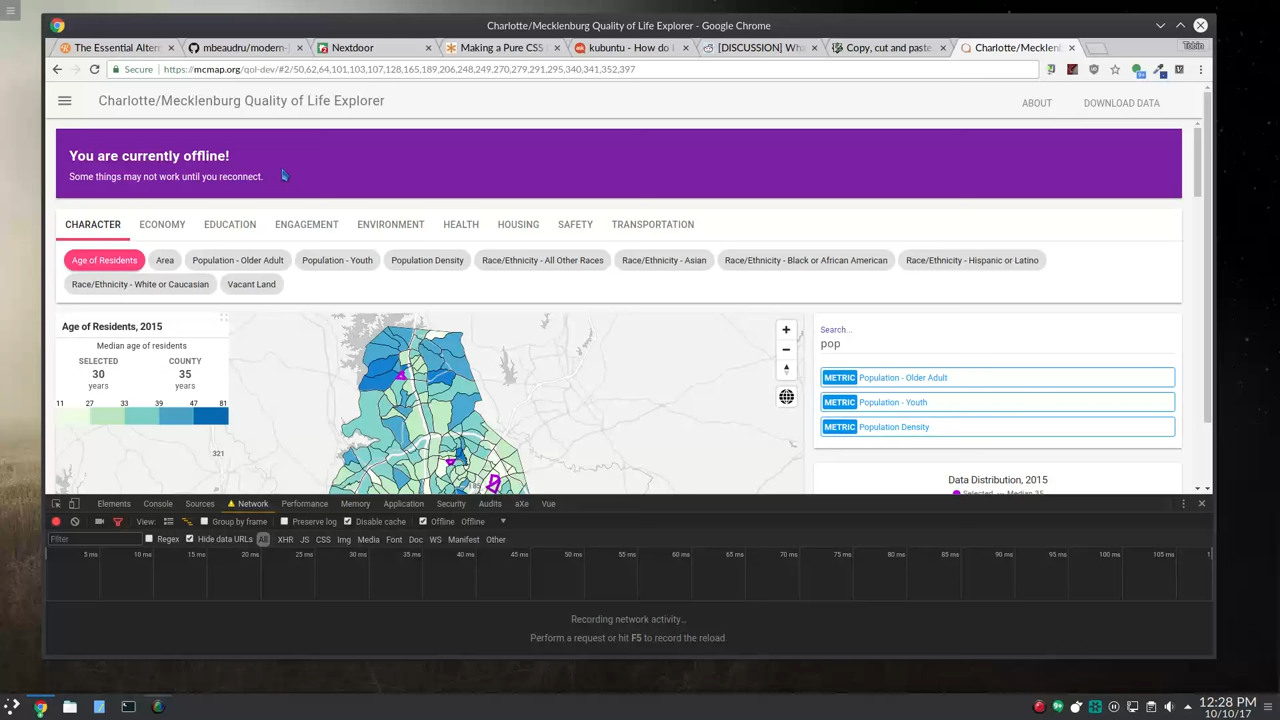 Charlotte/Mecklenburg Quality of Life Explorer - Google Chrome
The Essential Altern
mbeaudru/modern-j
Nextdoor
Making a Pure CSS
kubuntu - How do I
[DISCUSSION] Wha
Copy, cut and paste
Charlotte/Mecklenb
Tobin
Secure
https://mcmap.org/qol-dev/#2/50,62,64,101,103,107,128,165,189,206,248,249,270,279,291,295,340,341,352,397
Charlotte/Mecklenburg Quality of Life Explorer
ABOUT
DOWNLOAD DATA
You are currently offline!
Some things may not work until you reconnect.
CHARACTER ECONOMY EDUCATION ENGAGEMENT ENVIRONMENT HEALTH HOUSING SAFETY TRANSPORTATION
Age of Residents Area Population - Older Adult Population - Youth Population Density Race/Ethnicity - All Other Races Race/Ethnicity - Asian Race/Ethnicity - Black or African American Race/Ethnicity - Hispanic or Latino
Race/Ethnicity - White or Caucasian Vacant Land
Age of Residents, 2015
Median age of residents
SELECTED COUNTY
30 35
years years
11 27 33 39 47 81
321
Search...
pop
METRIC Population - Older Adult
METRIC Population - Youth
METRIC Population Density
Data Distribution, 2015
Selected, --- Median 35
Elements Console Sources Network Performance Memory Application Security Audits aXe Vue
View: Group by frame Preserve log Disable cache Offline Offline
Filter Regex Hide data URLs All XHR JS CSS Img Media Font Doc WS Manifest Other
5 ms 10 ms 15 ms 20 ms 25 ms 30 ms 35 ms 40 ms 45 ms 50 ms 55 ms 60 ms 65 ms 70 ms 75 ms 80 ms 85 ms 90 ms 95 ms 100 ms 105 ms 1
Recording network activity…
Perform a request or hit F5 to record the reload.
12:28 PM
10/10/17